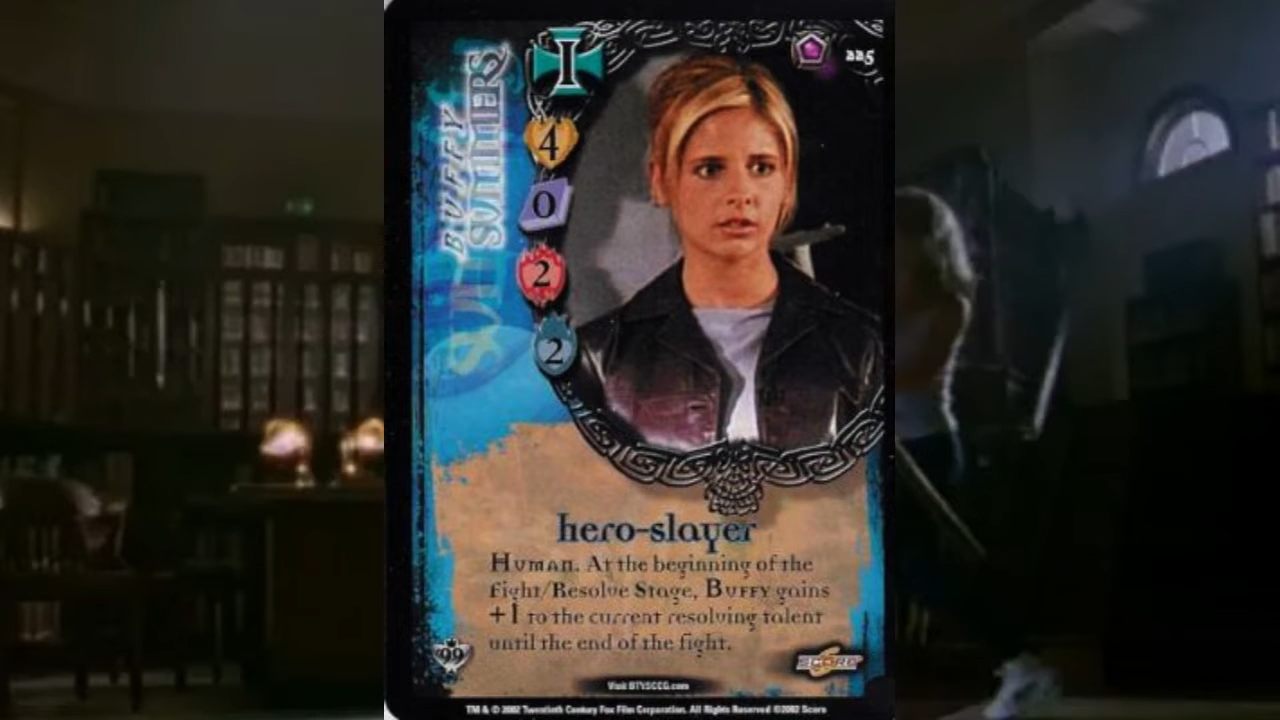 BUFFY
SUMMERS
I
4
0
2
2
225
hero-slayer
HUMAN. At the beginning of the
Fight/Resolve Stage, BUFFY gains
+1 to the current resolving talent
until the end of the fight.
'99
SCORE
Visit BTVSCCG.com
TM & © 2002 Twentieth Century Fox Film Corporation. All Rights Reserved ©2002 Score